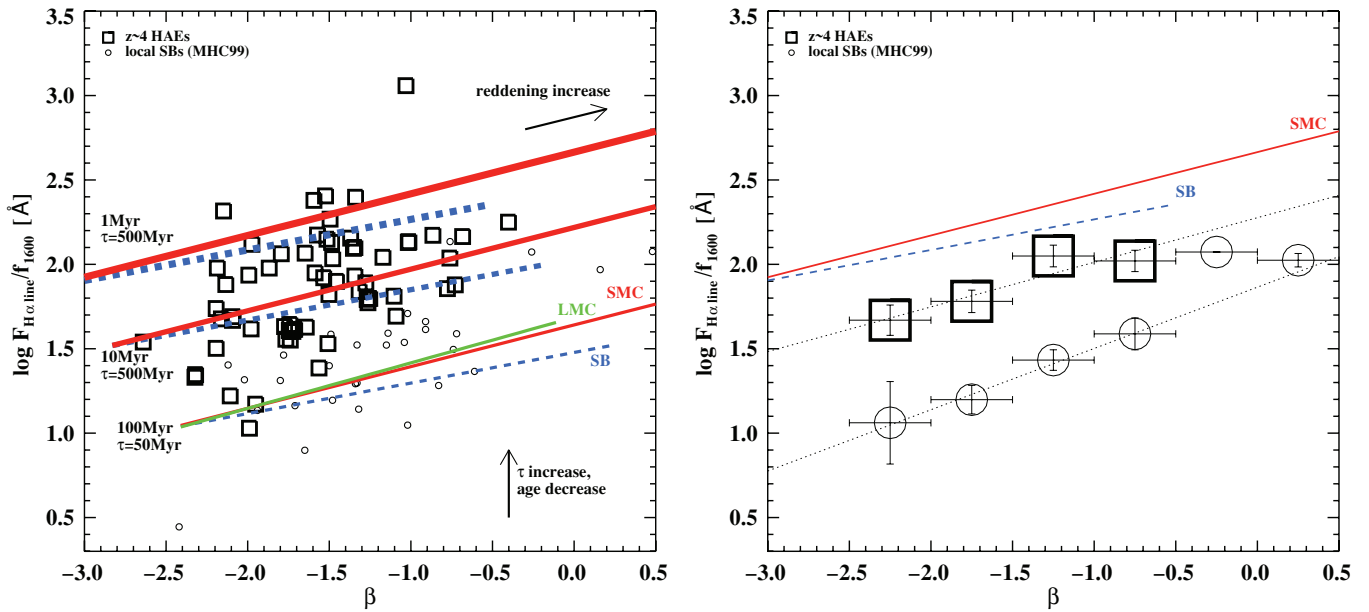 3.5
3.0
2.5
2.0
1.5
1.0
0.5
log F Hα line/f1600 [Å]
z~4 HAEs
local SBs (MHC99)
reddening increase
1Myr
τ=500Myr
10Myr
τ=500Myr
100Myr
τ=50Myr
SMC
LMC
SB
τ increase,
age decrease
−3.0 −2.5 −2.0 −1.5 −1.0 −0.5 0.0 0.5
β
3.5
3.0
2.5
2.0
1.5
1.0
0.5
log F Hα line/f1600 [Å]
z~4 HAEs
local SBs (MHC99)
SMC
SB
−3.0 −2.5 −2.0 −1.5 −1.0 −0.5 0.0 0.5
β